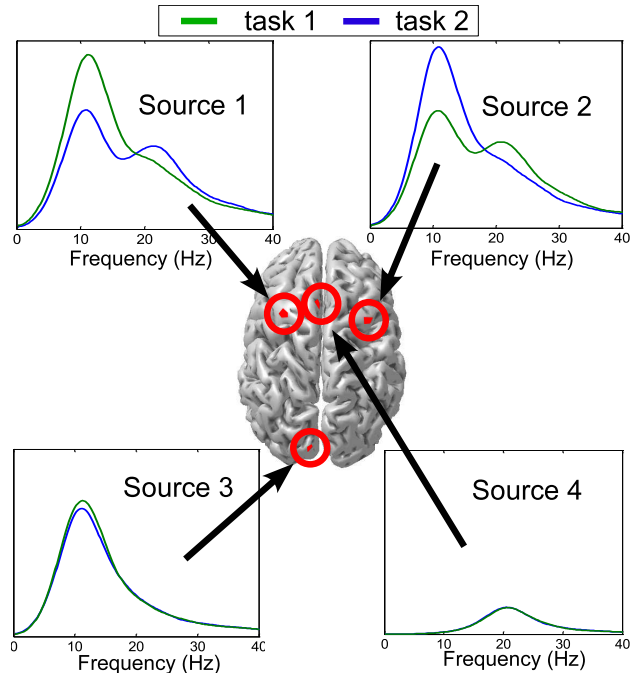 task 1 task 2
Source 1
0 10 20 30 40
Frequency (Hz)
Source 2
0 10 20 30 40
Frequency (Hz)
Source 3
0 10 20 30 40
Frequency (Hz)
Source 4
0 10 20 30 40
Frequency (Hz)